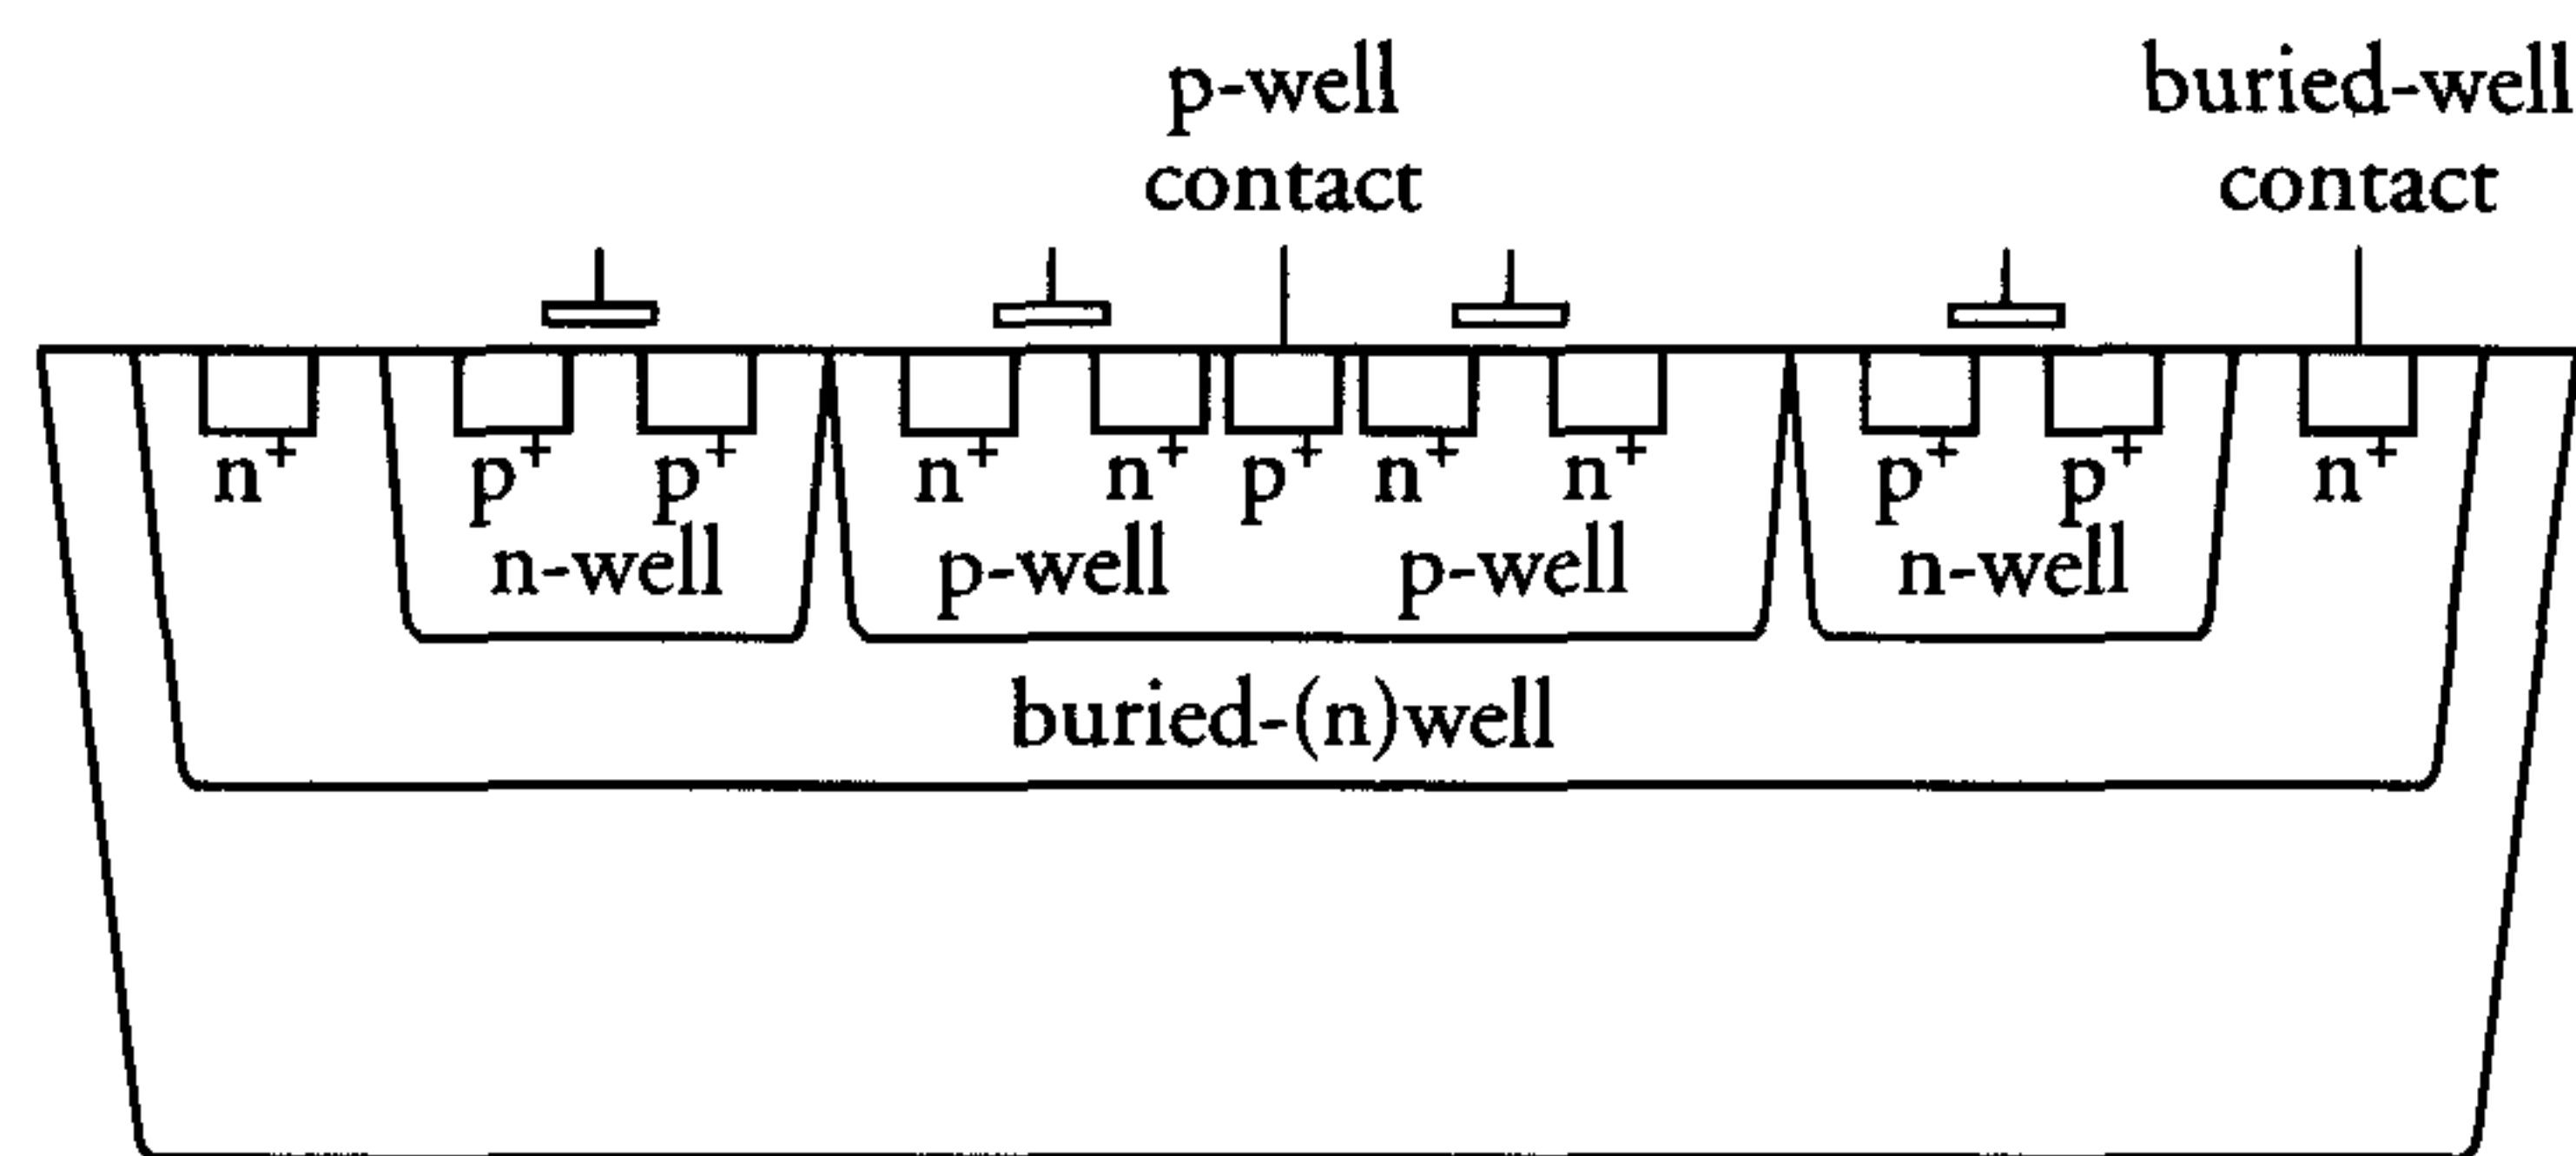 p-well
contact
buried-well
contact
n⁺ p⁺ p⁺ n⁺ n⁺ p⁺ n⁺ n⁺ p⁺ p⁺ n⁺
n-well p-well p-well n-well
buried-(n)well